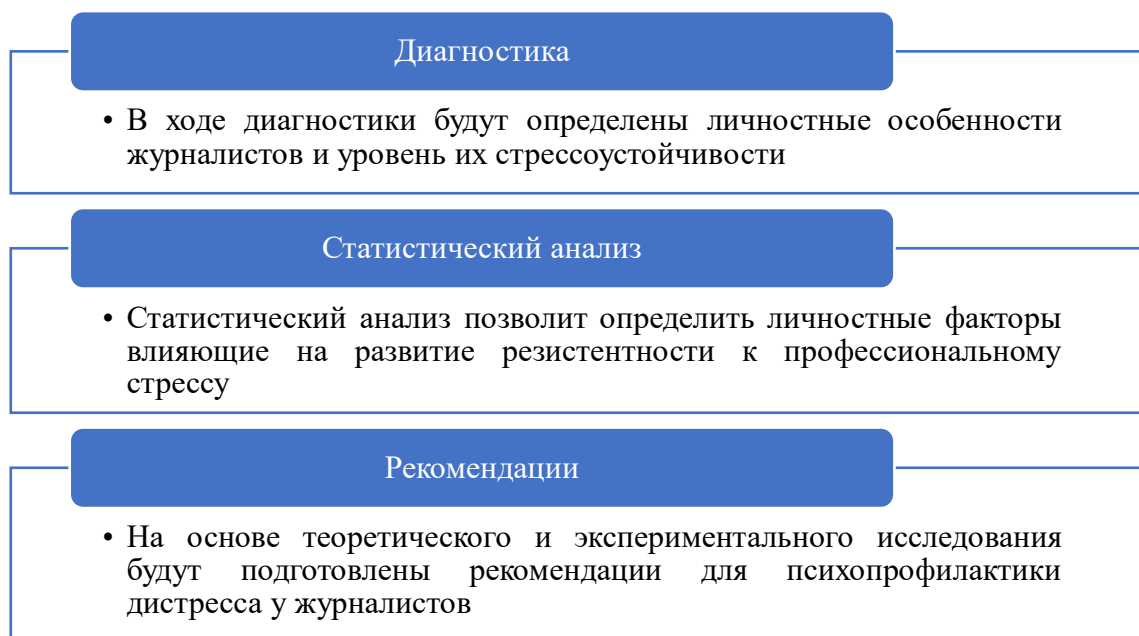 Диагностика
• В ходе диагностики будут определены личностные особенности
журналистов и уровень их стрессоустойчивости
Статистический анализ
• Статистический анализ позволит определить личностные факторы
влияющие на развитие резистентности к профессиональному
стрессу
Рекомендации
• На основе теоретического и экспериментального исследования
будут подготовлены рекомендации для психопрофилактики
дистресса у журналистов